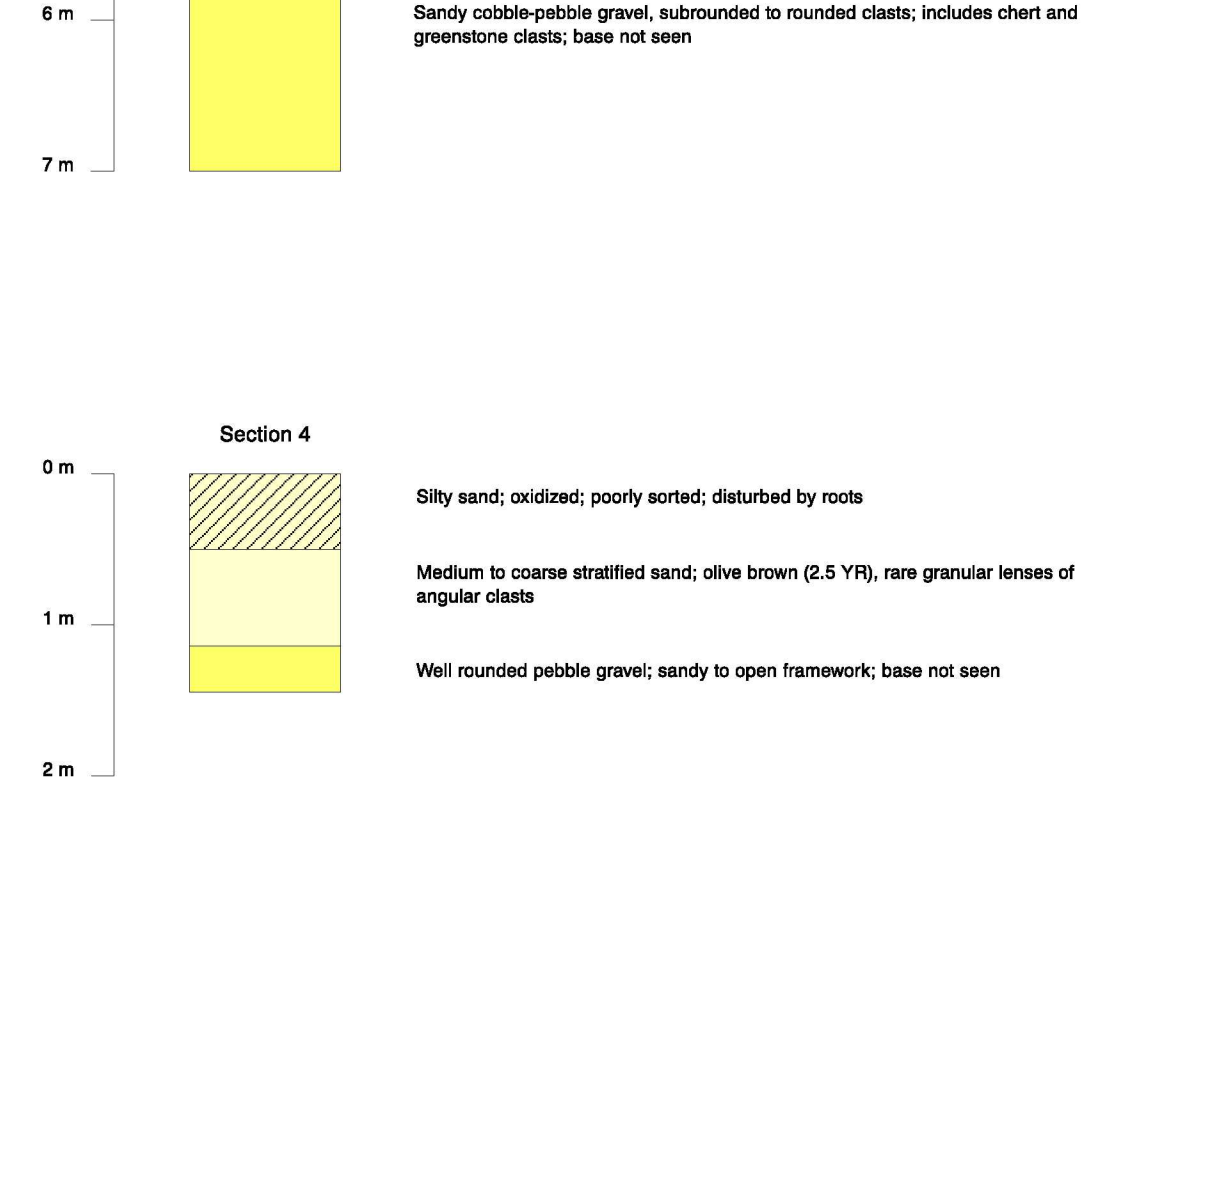 6 m
Sandy cobble-pebble gravel, subrounded to rounded clasts; includes chert and
greenstone clasts; base not seen
7 m
Section 4
0 m
Silty sand; oxidized; poorly sorted; disturbed by roots
Medium to coarse stratified sand; olive brown (2.5 YR), rare granular lenses of
angular clasts
1 m
Well rounded pebble gravel; sandy to open framework; base not seen
2 m